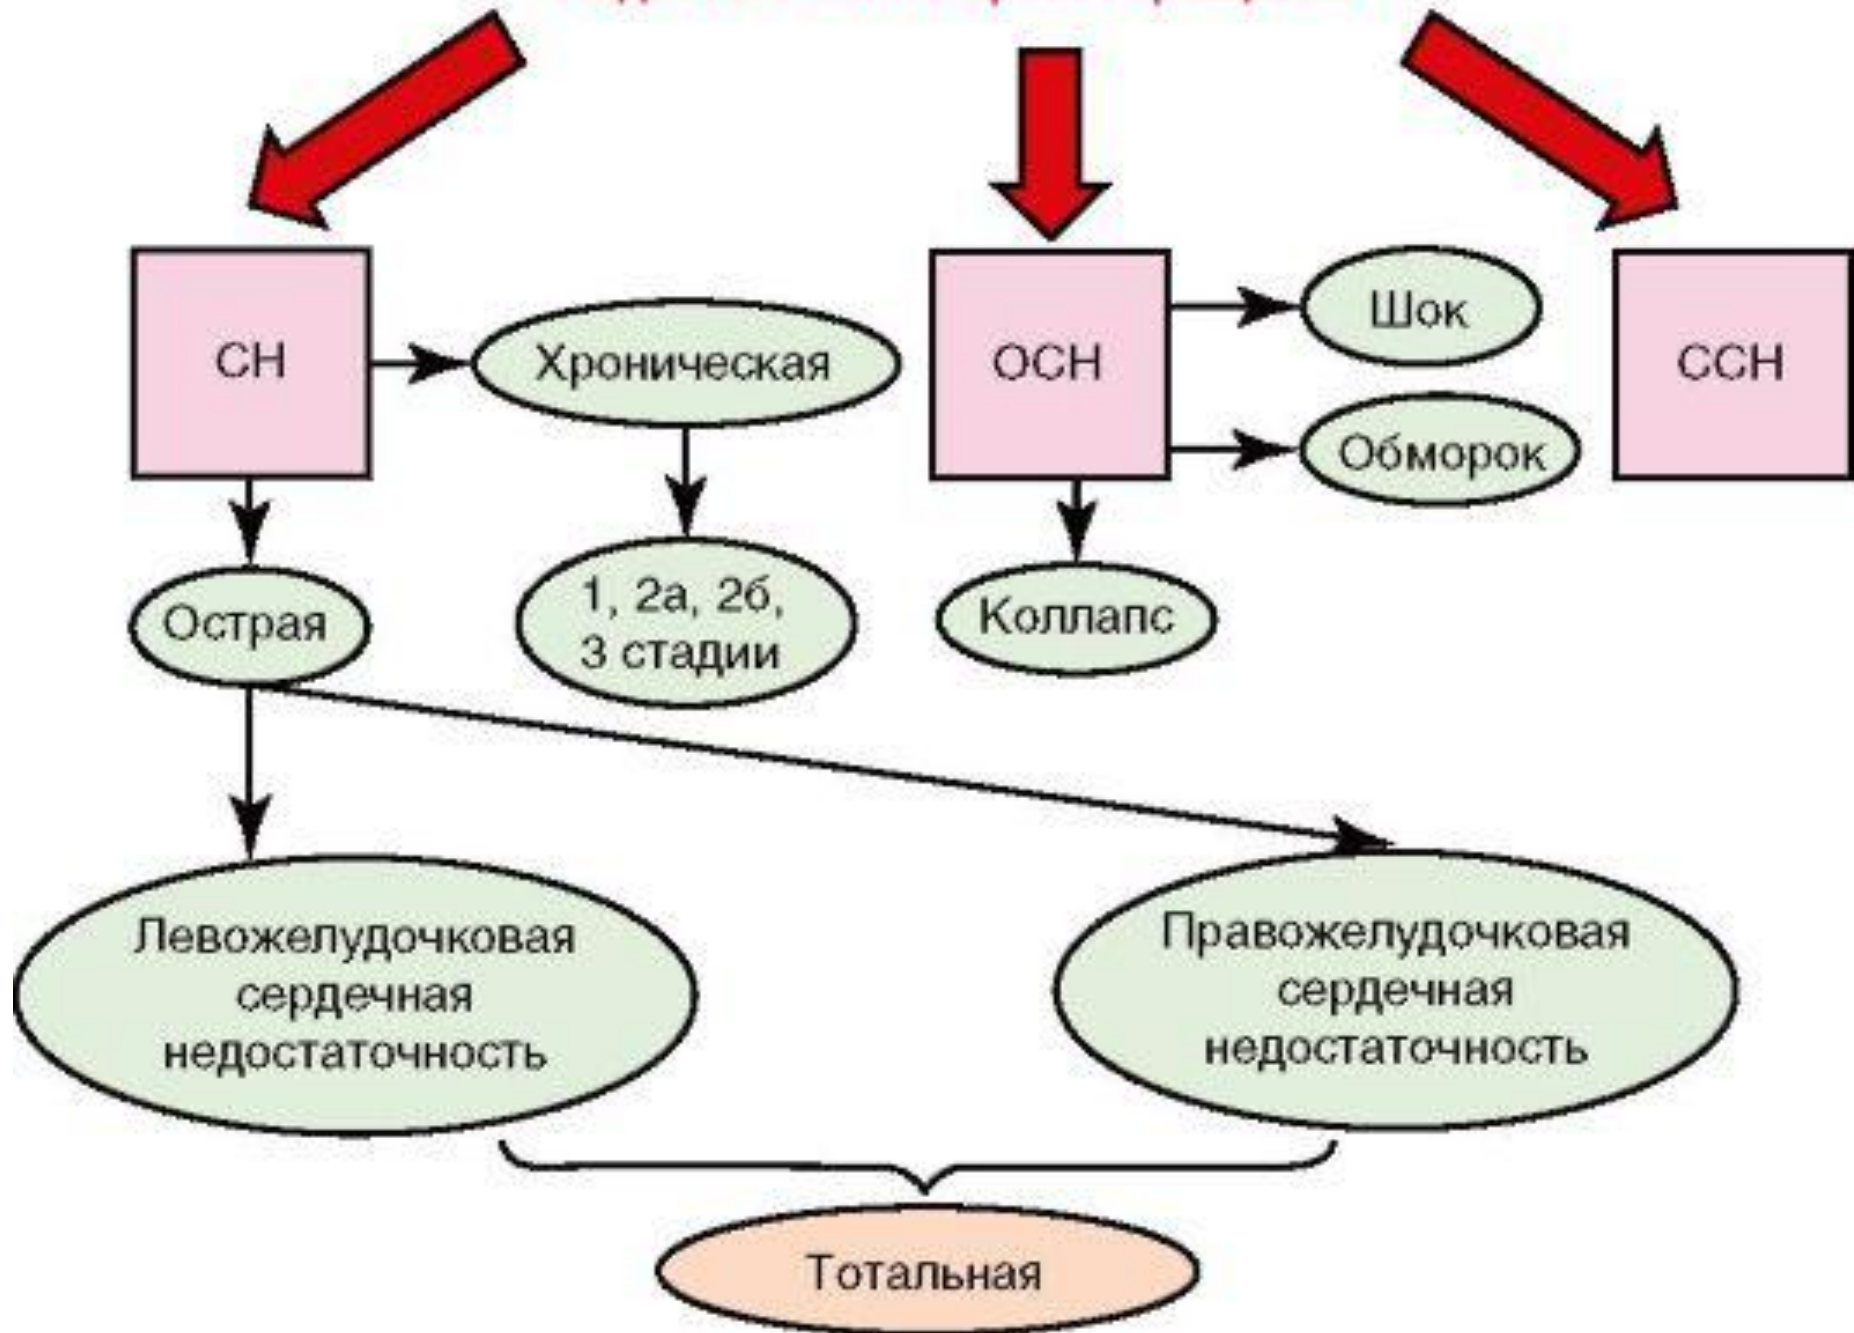 СН
Хроническая
ОСН
Шок
Обморок
ССН
Острая
1, 2а, 2б,
3 стадии
Коллапс
Левожелудочковая
сердечная
недостаточность
Правожелудочковая
сердечная
недостаточность
Тотальная